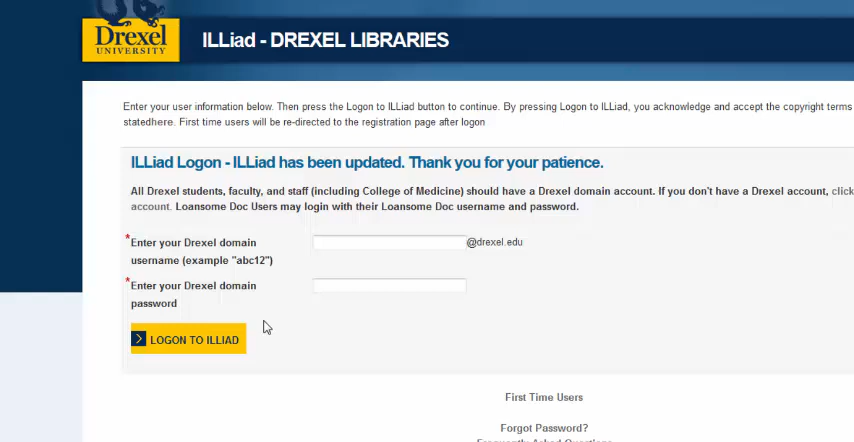 Drexel
UNIVERSITY
ILLiad - DREXEL LIBRARIES
Enter your user information below. Then press the Logon to ILLiad button to continue. By pressing Logon to ILLiad, you acknowledge and accept the copyright terms
statedhere. First time users will be re-directed to the registration page after logon
ILLiad Logon - ILLiad has been updated. Thank you for your patience.
All Drexel students, faculty, and staff (including College of Medicine) should have a Drexel domain account. If you don't have a Drexel account, click
account. Loansome Doc Users may login with their Loansome Doc username and password.
*Enter your Drexel domain
username (example "abc12")
@drexel.edu
*Enter your Drexel domain
password
LOGON TO ILLIAD
First Time Users
Forgot Password?
Frequently Asked Questions